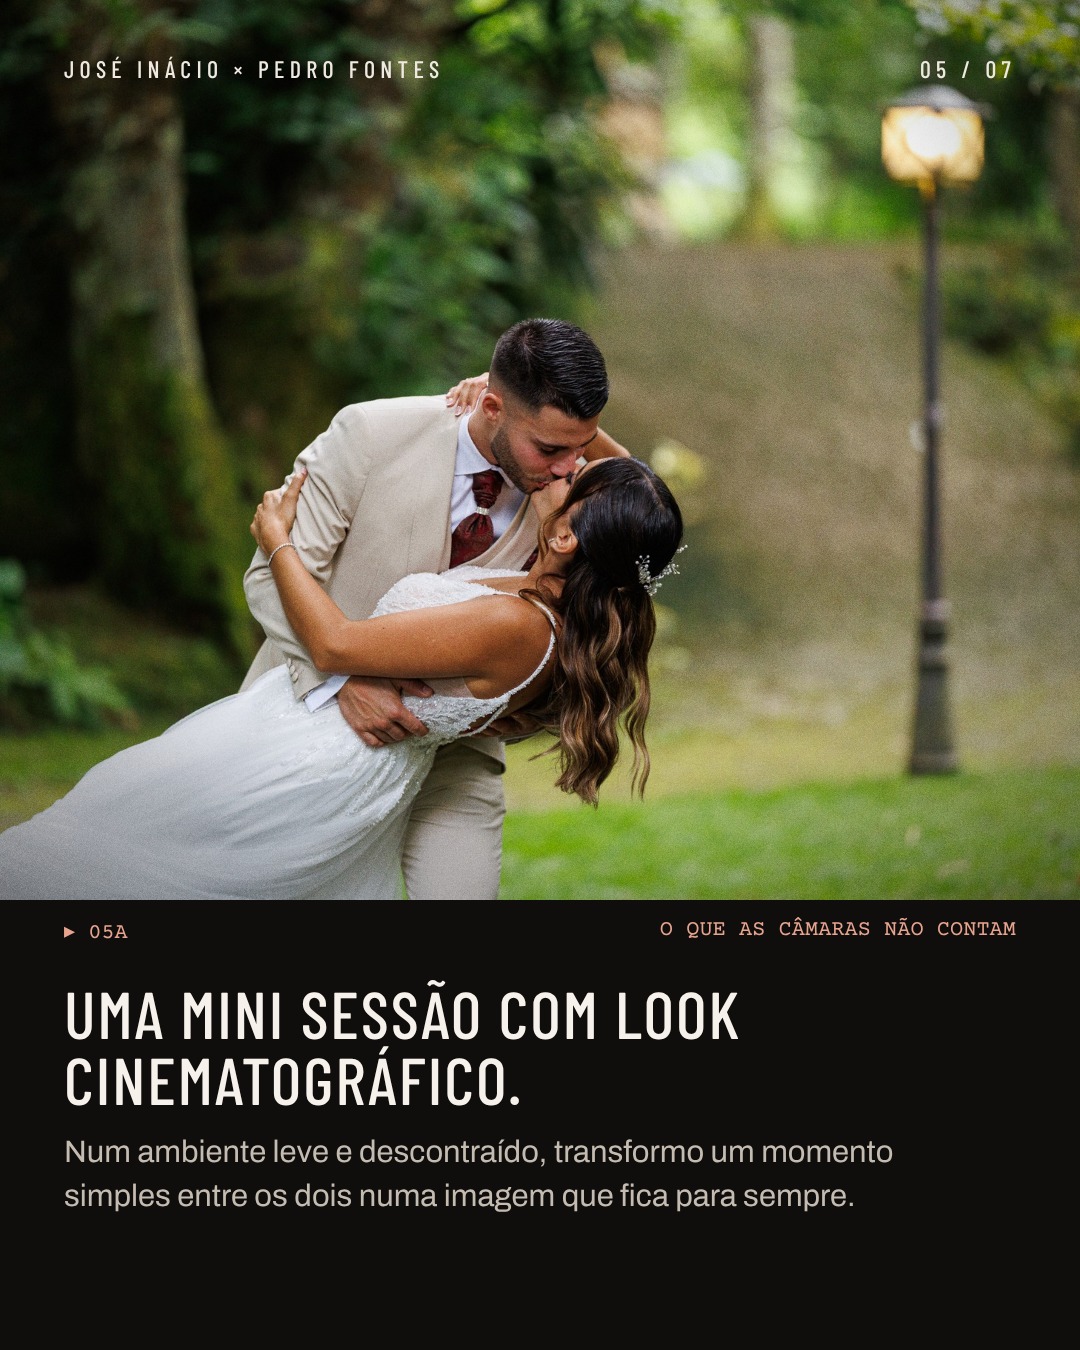 JOSÉ INÁCIO × PEDRO FONTES
05 / 07
▶ 05A
O QUE AS CÂMARAS NÃO CONTAM
UMA MINI SESSÃO COM LOOK
CINEMATOGRÁFICO.
Num ambiente leve e descontraído, transformo um momento
simples entre os dois numa imagem que fica para sempre.